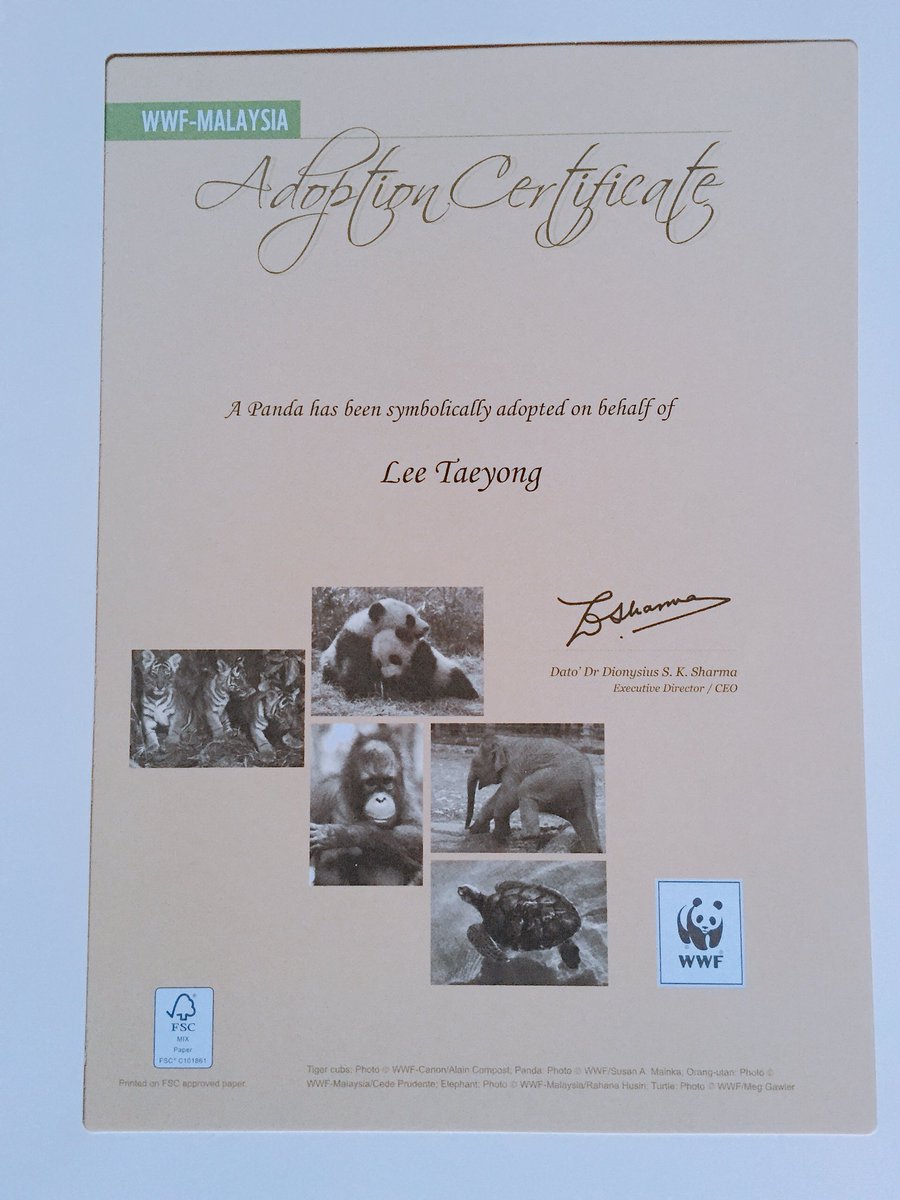 WWF-MALAYSIA
Adoption Certificate
A Panda has been symbolically adopted on behalf of
Lee Taeyong
Dato' Dr Dionysius S. K. Sharma
Executive Director / CEO
WWF
FSC
MIX
Paper
FSC® C101861
Printed on FSC approved paper.
Tiger cubs: Photo © WWF-Canon/Alain Compost; Panda: Photo © WWF/Susan A. Mainka; Orang-utan: Photo ©
WWF-Malaysia/Cede Prudente; Elephant: Photo © WWF-Malaysia/Rahana Husin; Turtle: Photo © WWF/Meg Gawler